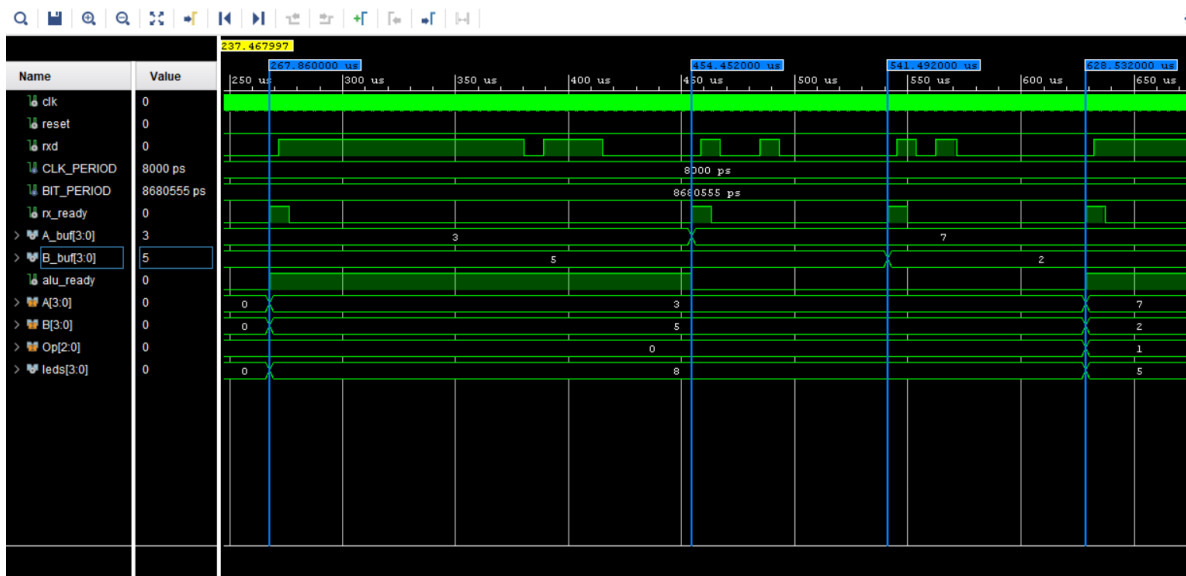 237.467997
267.860000 us 454.452000 us 541.492000 us 628.532000 us
Name Value
250 us 300 us 350 us 400 us 450 us 500 us 550 us 600 us 650 us
clk 0
reset 0
rxd 0
CLK_PERIOD 8000 ps 8000 ps
BIT_PERIOD 8680555 ps 8680555 ps
rx_ready 0
A_buf[3:0] 3 3 7
B_buf[3:0] 5 5 2
alu_ready 0
A[3:0] 0 0 3 7
B[3:0] 0 0 5 2
Op[2:0] 0 0 1
leds[3:0] 0 0 8 5